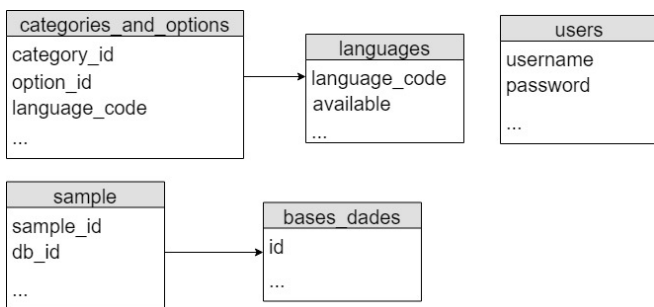 categories_and_options
category_id
option_id
language_code
...
languages
language_code
available
...
users
username
password
...
sample
sample_id
db_id
...
bases_dades
id
...